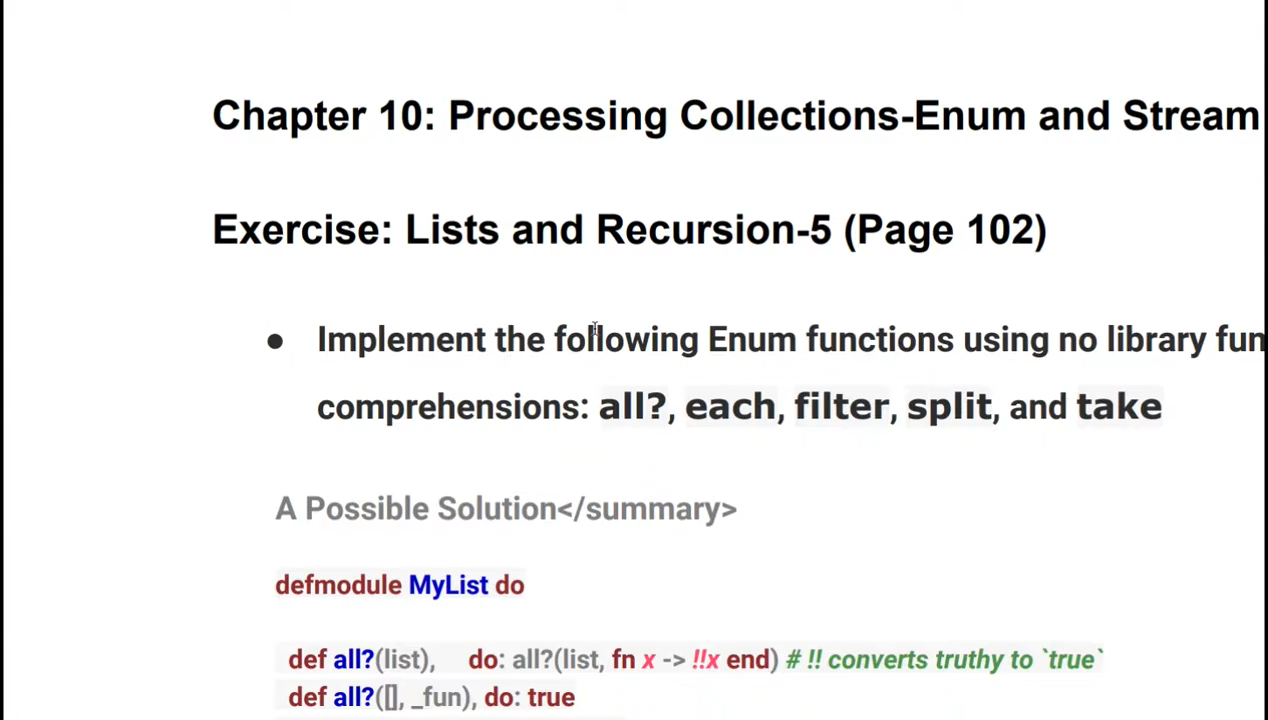 Chapter 10: Processing Collections-Enum and Stream
Exercise: Lists and Recursion-5 (Page 102)
● Implement the following Enum functions using no library fun
comprehensions: all?, each, filter, split, and take
A Possible Solution</summary>
defmodule MyList do
def all?(list), do: all?(list, fn x -> !!x end) # !! converts truthy to `true`
def all?([], _fun), do: true